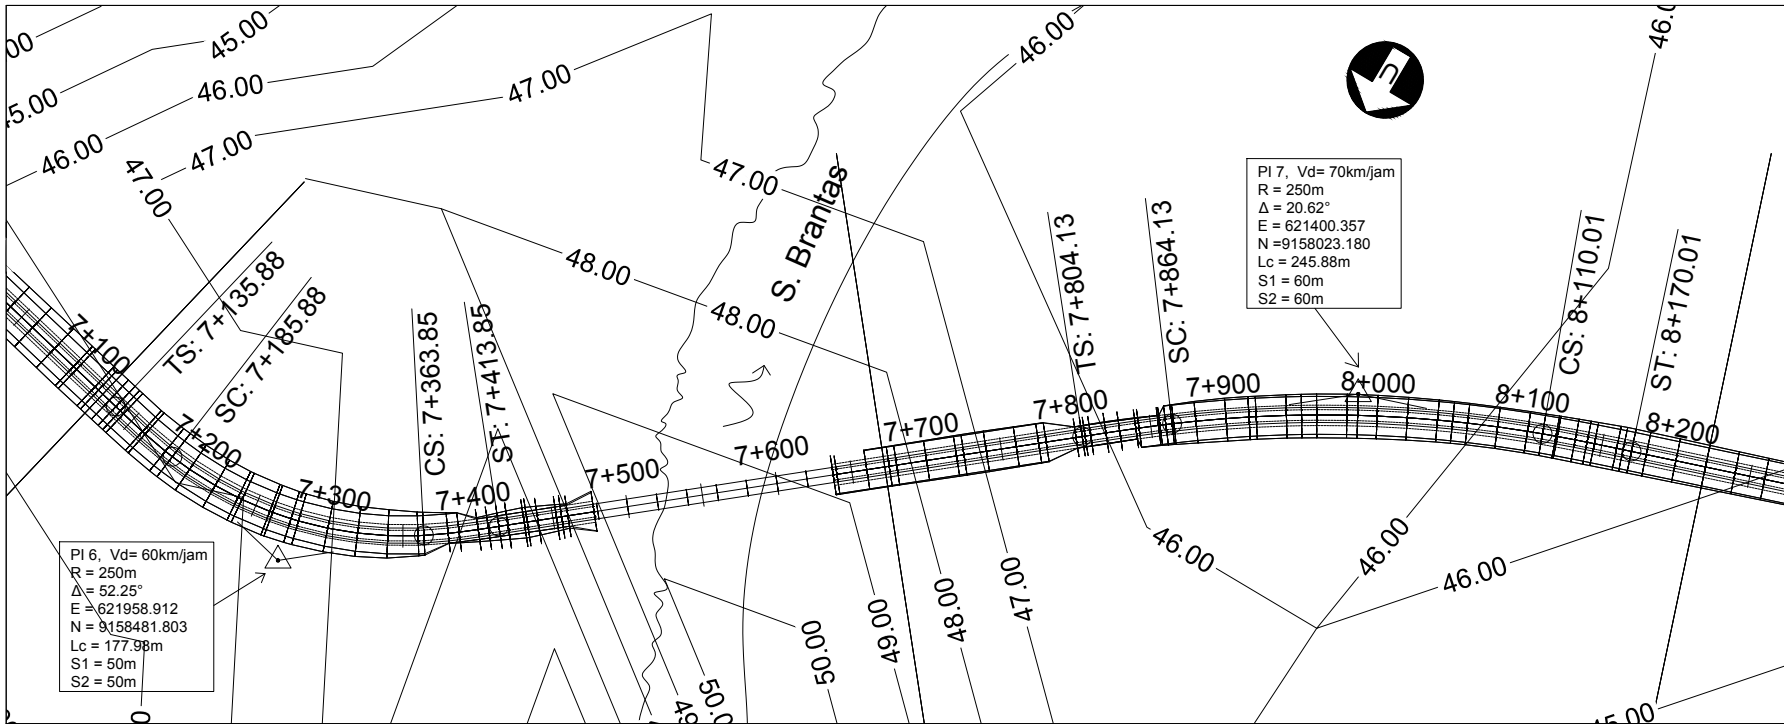 45.00
46.00
46.00
46.00
47.00
46.00
47.00
47.00
47.00
48.00
48.00
S. Brantas
n
PI 7, Vd= 70km/jam
R = 250m
Δ = 20.62°
E = 621400.357
N =9158023.180
Lc = 245.88m
S1 = 60m
S2 = 60m
TS: 7+135.88
SC: 7+185.88
CS: 7+363.85
ST: 7+413.85
TS: 7+804.13
SC: 7+864.13
CS: 8+110.01
ST: 8+170.01
7+100
7+200
7+300
7+400
7+500
7+600
7+700
7+800
7+900
8+000
8+100
8+200
PI 6, Vd= 60km/jam
R = 250m
Δ = 52.25°
E = 621958.912
N = 9158481.803
Lc = 177.98m
S1 = 50m
S2 = 50m
50.00
49.00
48.00
47.00
46.00
46.00
46.00